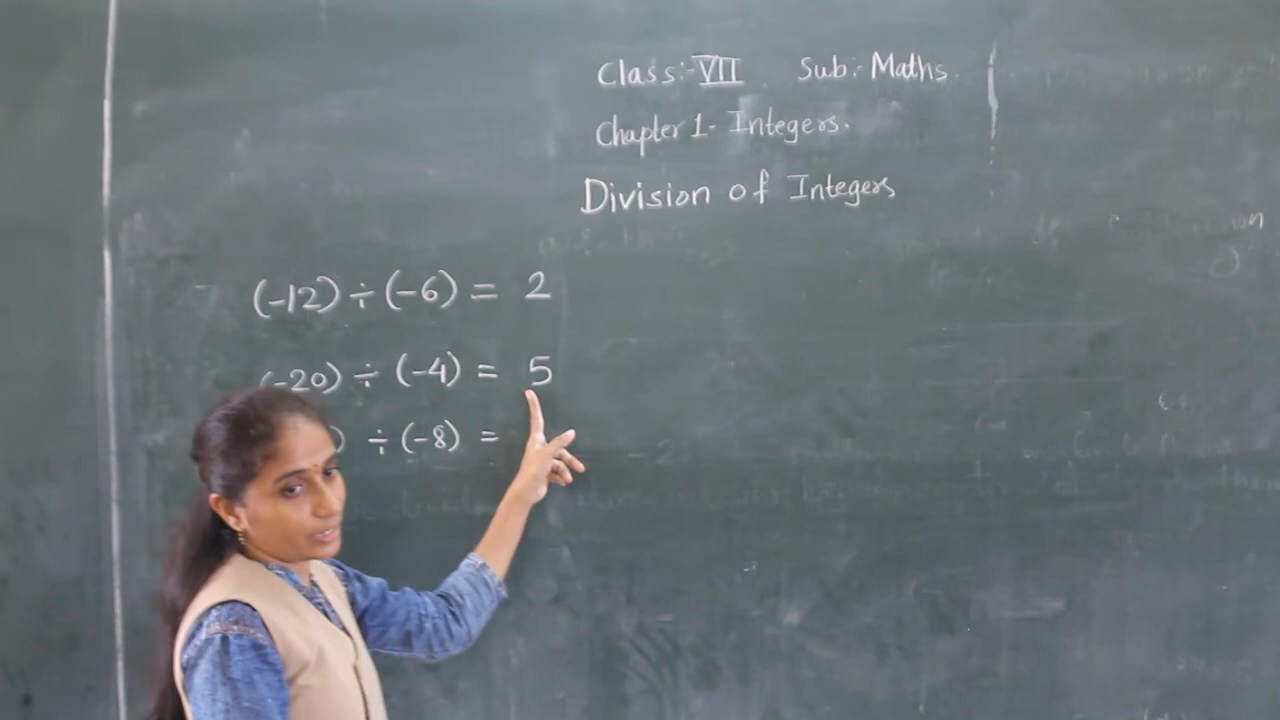 Class:- VII Sub:- Maths.
Chapter 1- Integers.
Division of Integers
(-12) ÷ (-6) = 2
(-20) ÷ (-4) = 5
) ÷ (-8) =